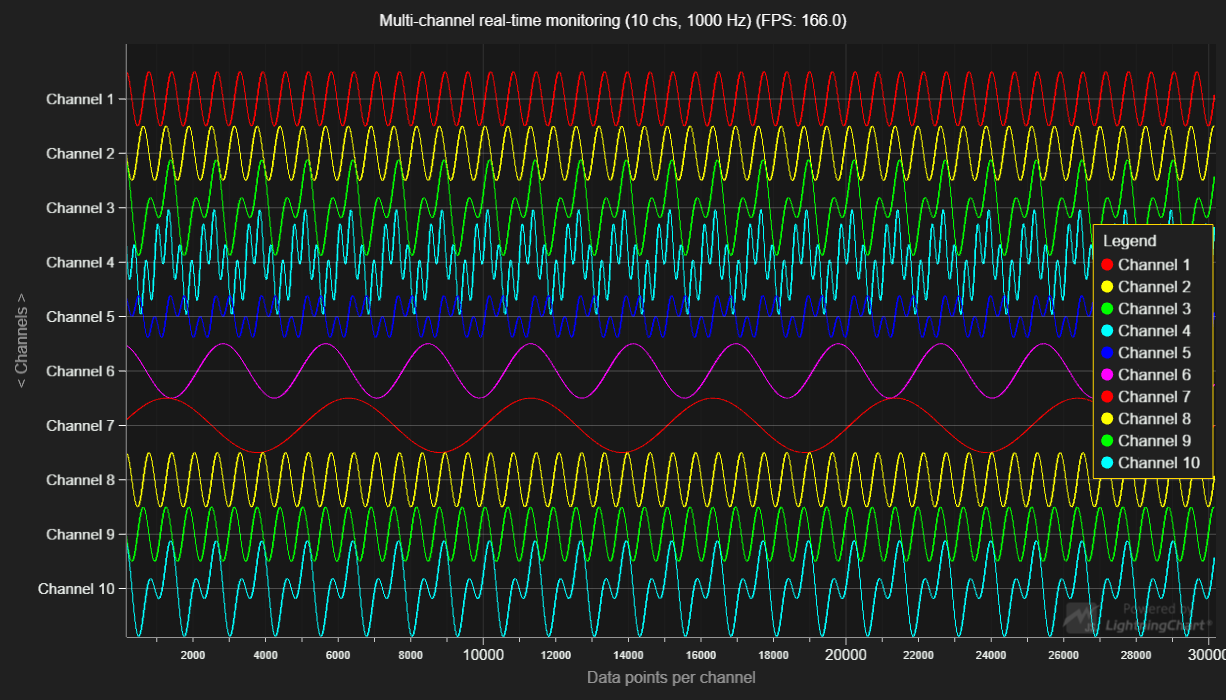 Multi-channel real-time monitoring (10 chs, 1000 Hz) (FPS: 166.0)
Channel 1
Channel 2
Channel 3
Channel 4
Channel 5
Channel 6
Channel 7
Channel 8
Channel 9
Channel 10
< Channels >
Legend
Channel 1
Channel 2
Channel 3
Channel 4
Channel 5
Channel 6
Channel 7
Channel 8
Channel 9
Channel 10
Powered by
LightningChart®
2000 4000 6000 8000 10000 12000 14000 16000 18000 20000 22000 24000 26000 28000 30000
Data points per channel